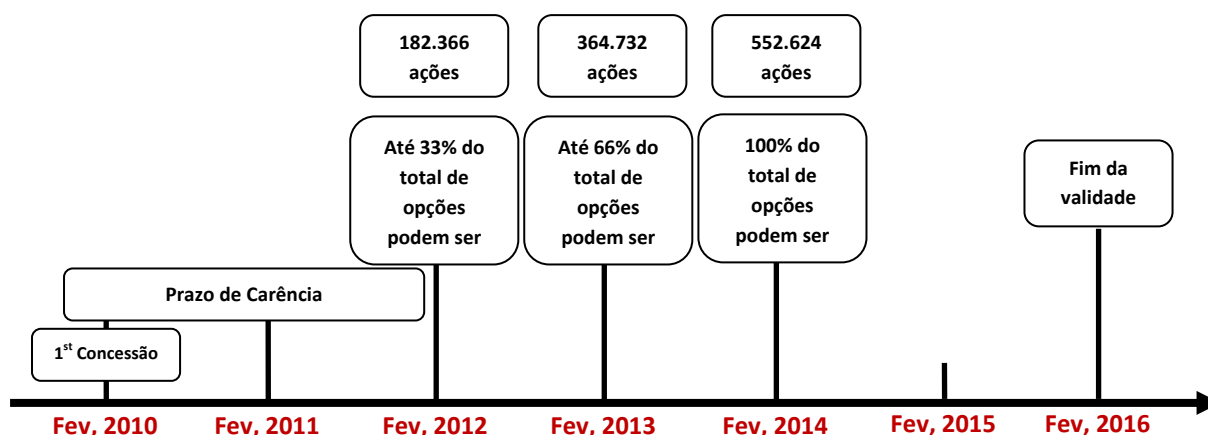 182.366
ações
364.732
ações
552.624
ações
Até 33% do
total de
opções
podem ser
Até 66% do
total de
opções
podem ser
100% do
total de
opções
podem ser
Fim da
validade
Prazo de Carência
1st Concessão
Fev, 2010
Fev, 2011
Fev, 2012
Fev, 2013
Fev, 2014
Fev, 2015
Fev, 2016